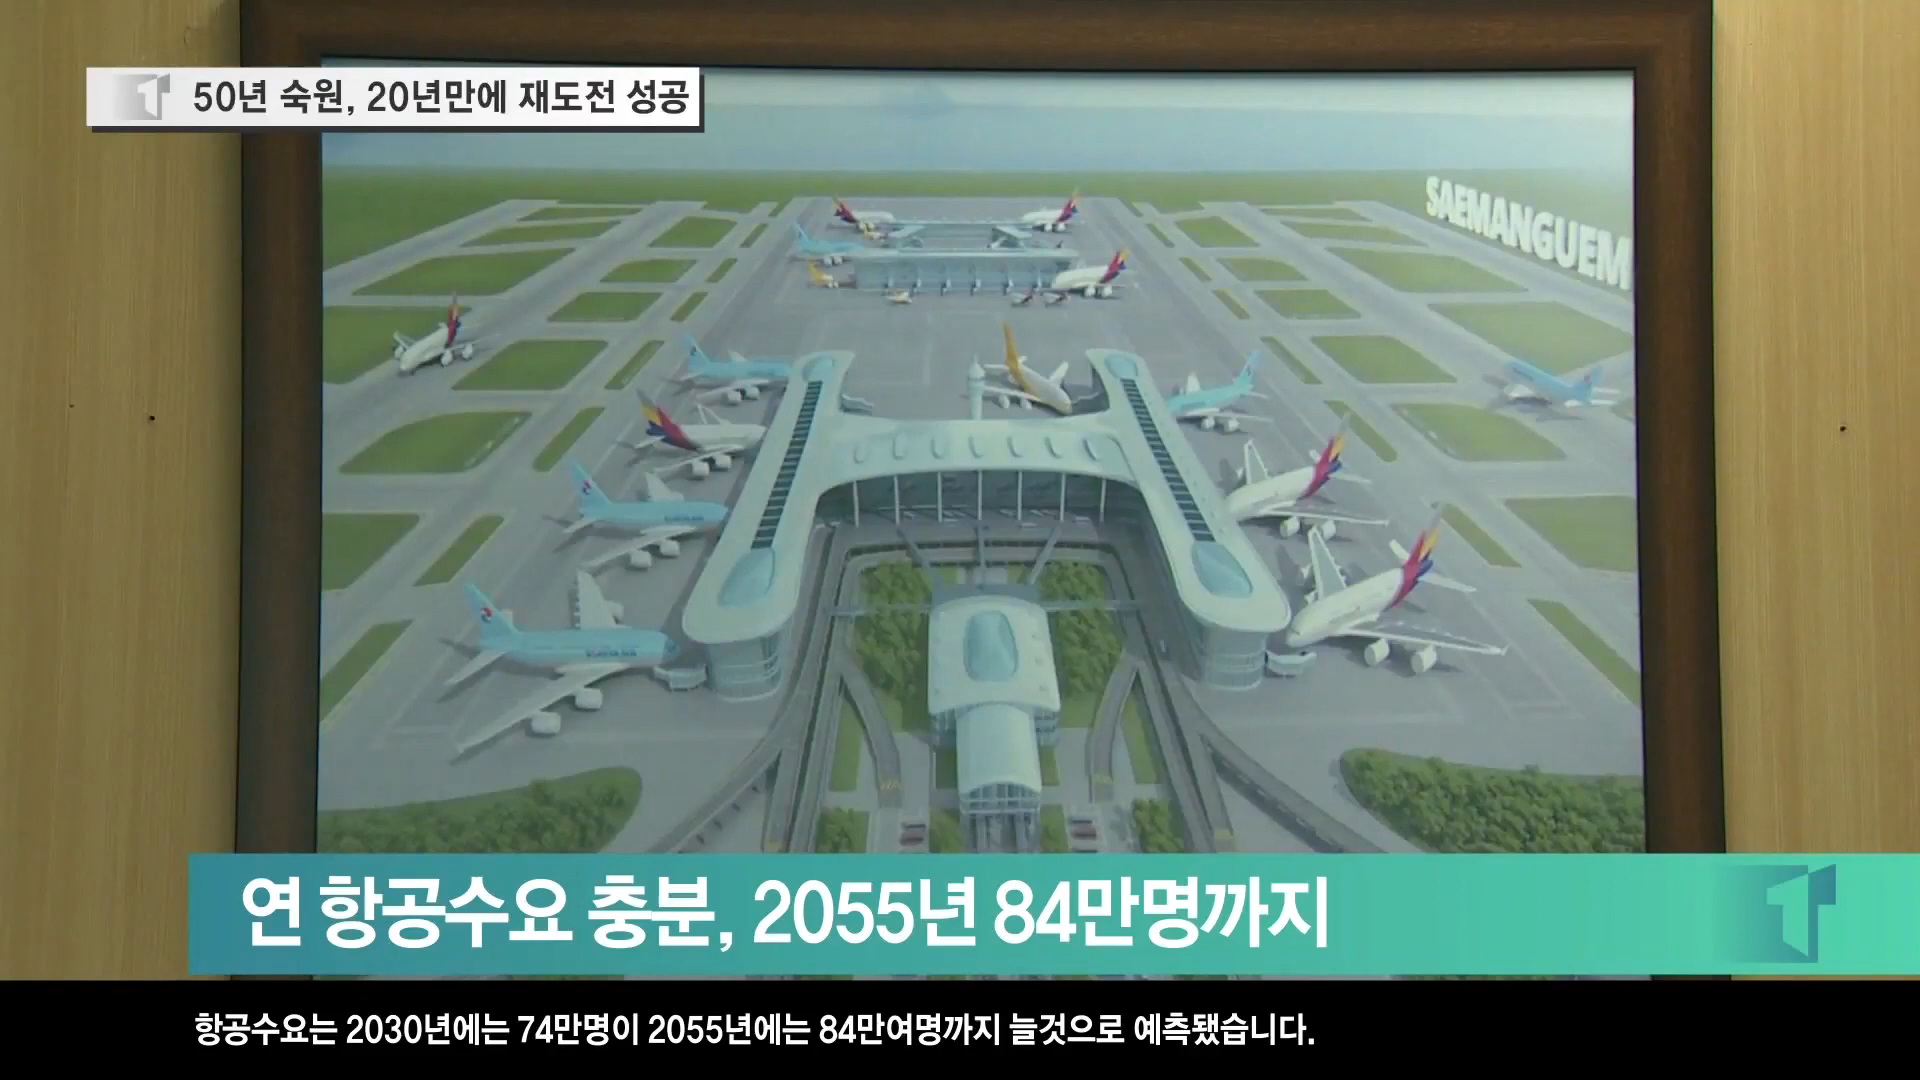 50년 숙원, 20년만에 재도전 성공
SAEMANGUEM
연 항공수요 충분, 2055년 84만명까지
항공수요는 2030년에는 74만명이 2055년에는 84만여명까지 늘것으로 예측됐습니다.